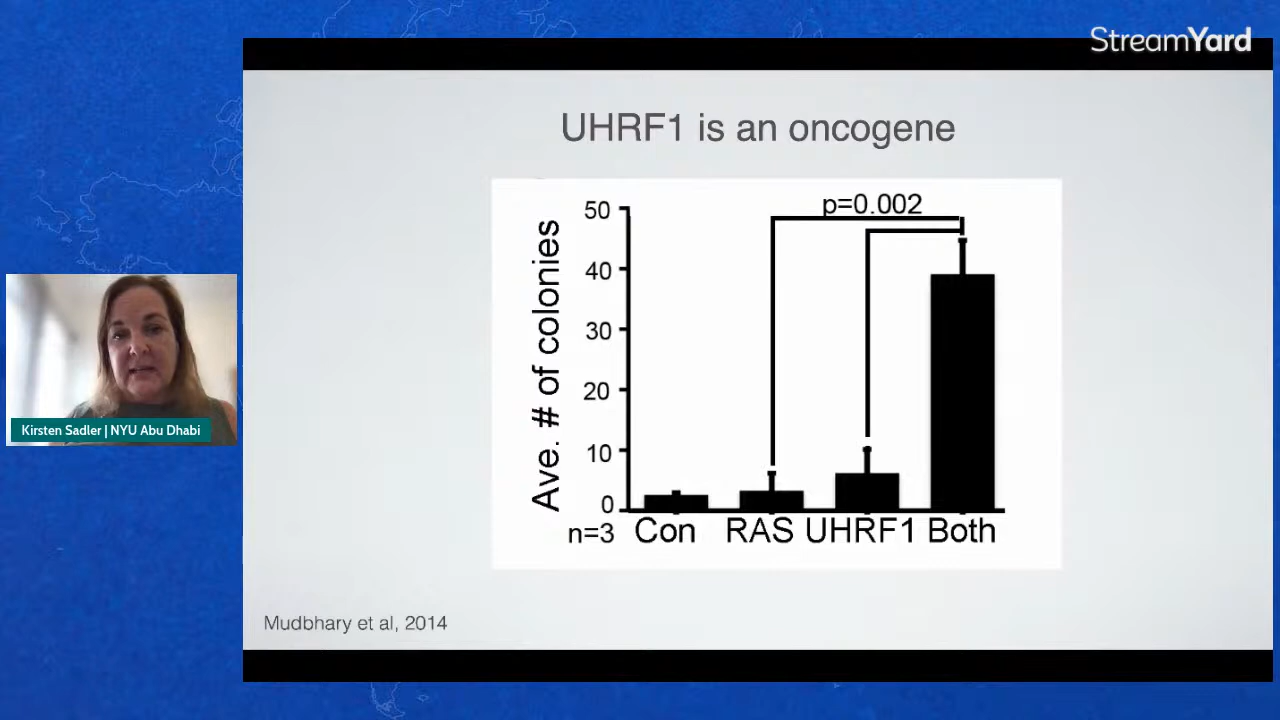 StreamYard
UHRF1 is an oncogene
p=0.002
Ave. # of colonies
50
40
30
20
10
0
n=3 Con RAS UHRF1 Both
Kirsten Sadler | NYU Abu Dhabi
Mudbhary et al, 2014